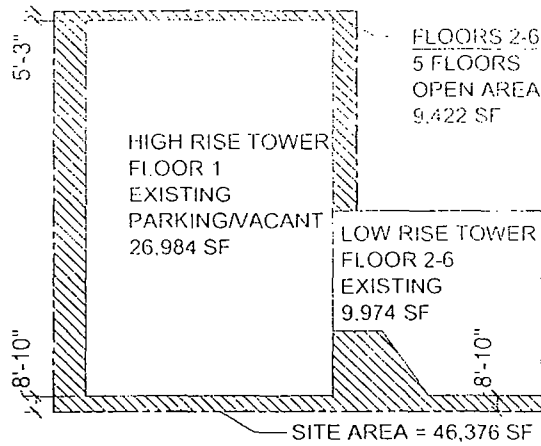 5'-3"
FLOORS 2-6
5 FLOORS
OPEN AREA
9,422 SF
HIGH RISE TOWER
FLOOR 1
EXISTING
PARKING/VACANT
26,984 SF
LOW RISE TOWER
FLOOR 2-6
EXISTING
9,974 SF
8'-10"
8'-10"
SITE AREA = 46,376 SF